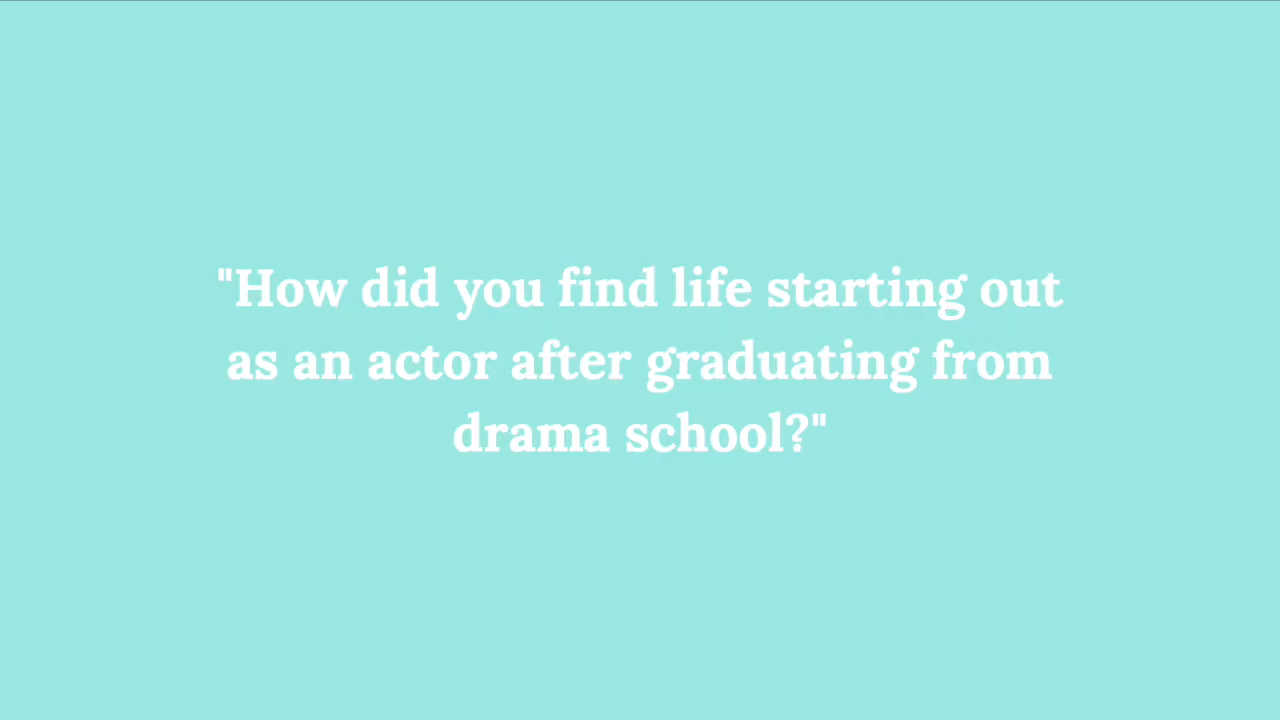 "How did you find life starting out
as an actor after graduating from
drama school?"